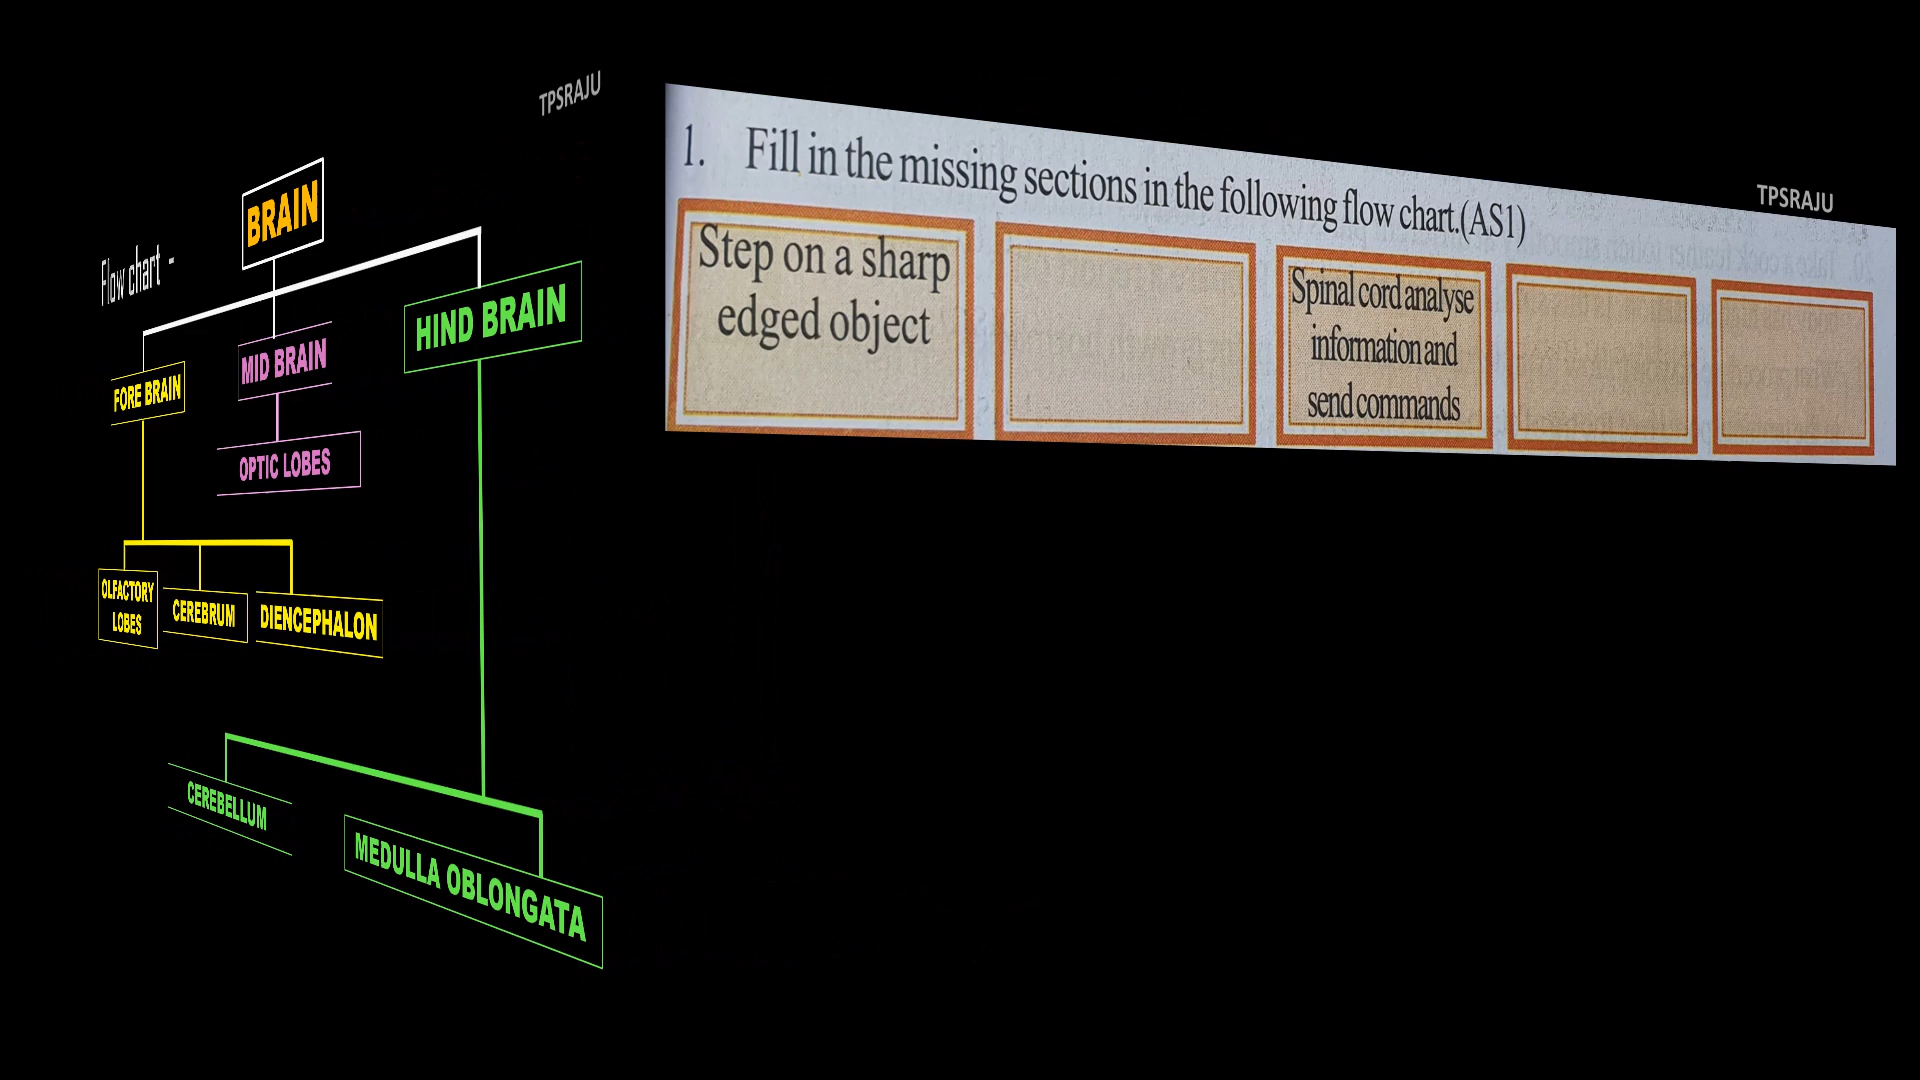 TPSRAJU
Flow chart -
BRAIN
FORE BRAIN
MID BRAIN
HIND BRAIN
OPTIC LOBES
OLFACTORY
LOBES
CEREBRUM
DIENCEPHALON
CEREBELLUM
MEDULLA OBLONGATA
TPSRAJU
1. Fill in the missing sections in the following flow chart.(AS1)
Step on a sharp
edged object
Spinal cord analyse
information and
send commands